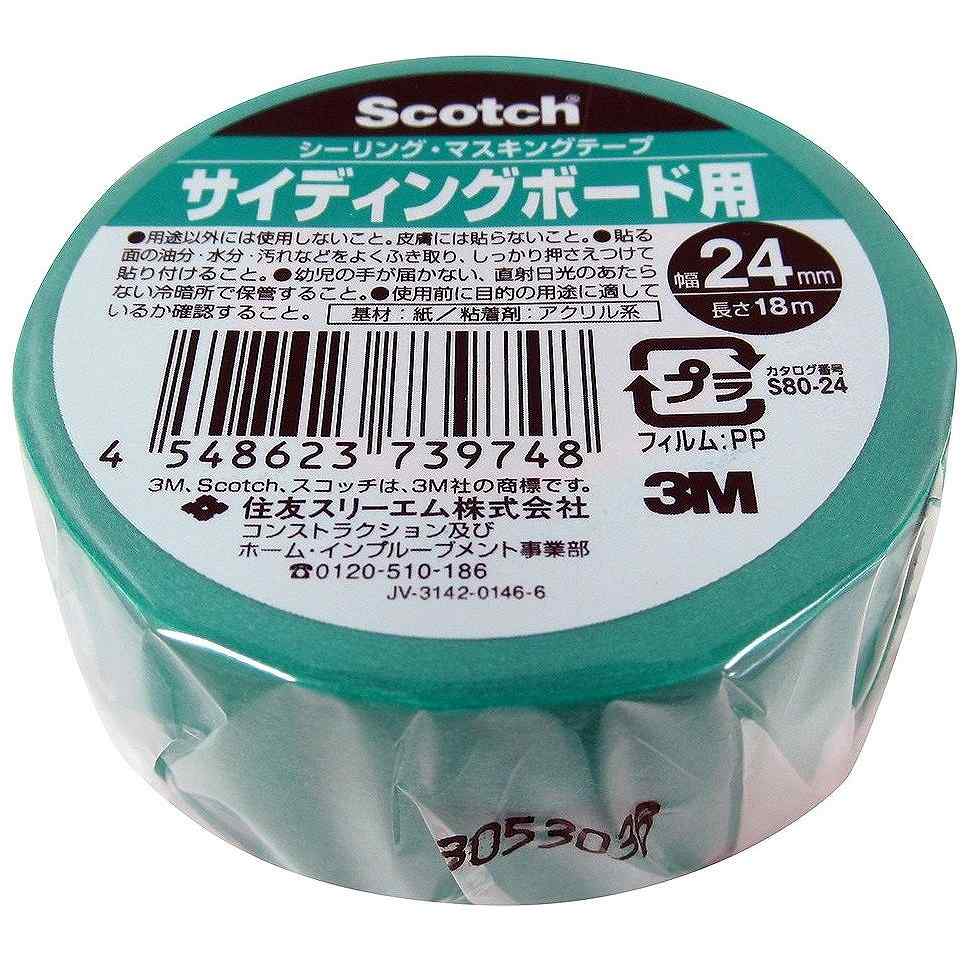 Scotch®
シーリング・マスキングテープ
サイディングボード用
●用途以外には使用しないこと。皮膚には貼らないこと。●貼る
面の油分・水分・汚れなどをよくふき取り、しっかり押さえつけて
貼り付けること。●幼児の手が届かない、直射日光のあたら
ない冷暗所で保管すること。●使用前に目的の用途に適して
いるか確認すること。
基材：紙／粘着剤：アクリル系
幅24mm
長さ18m
プラ
カタログ番号
S80-24
フィルム：PP
4 548623 739748
3M、Scotch、スコッチは、3M社の商標です。
住友スリーエム株式会社
コンストラクション及び
ホーム・インプルーブメント事業部
☎0120-510-186
JV-3142-0146-6
3M